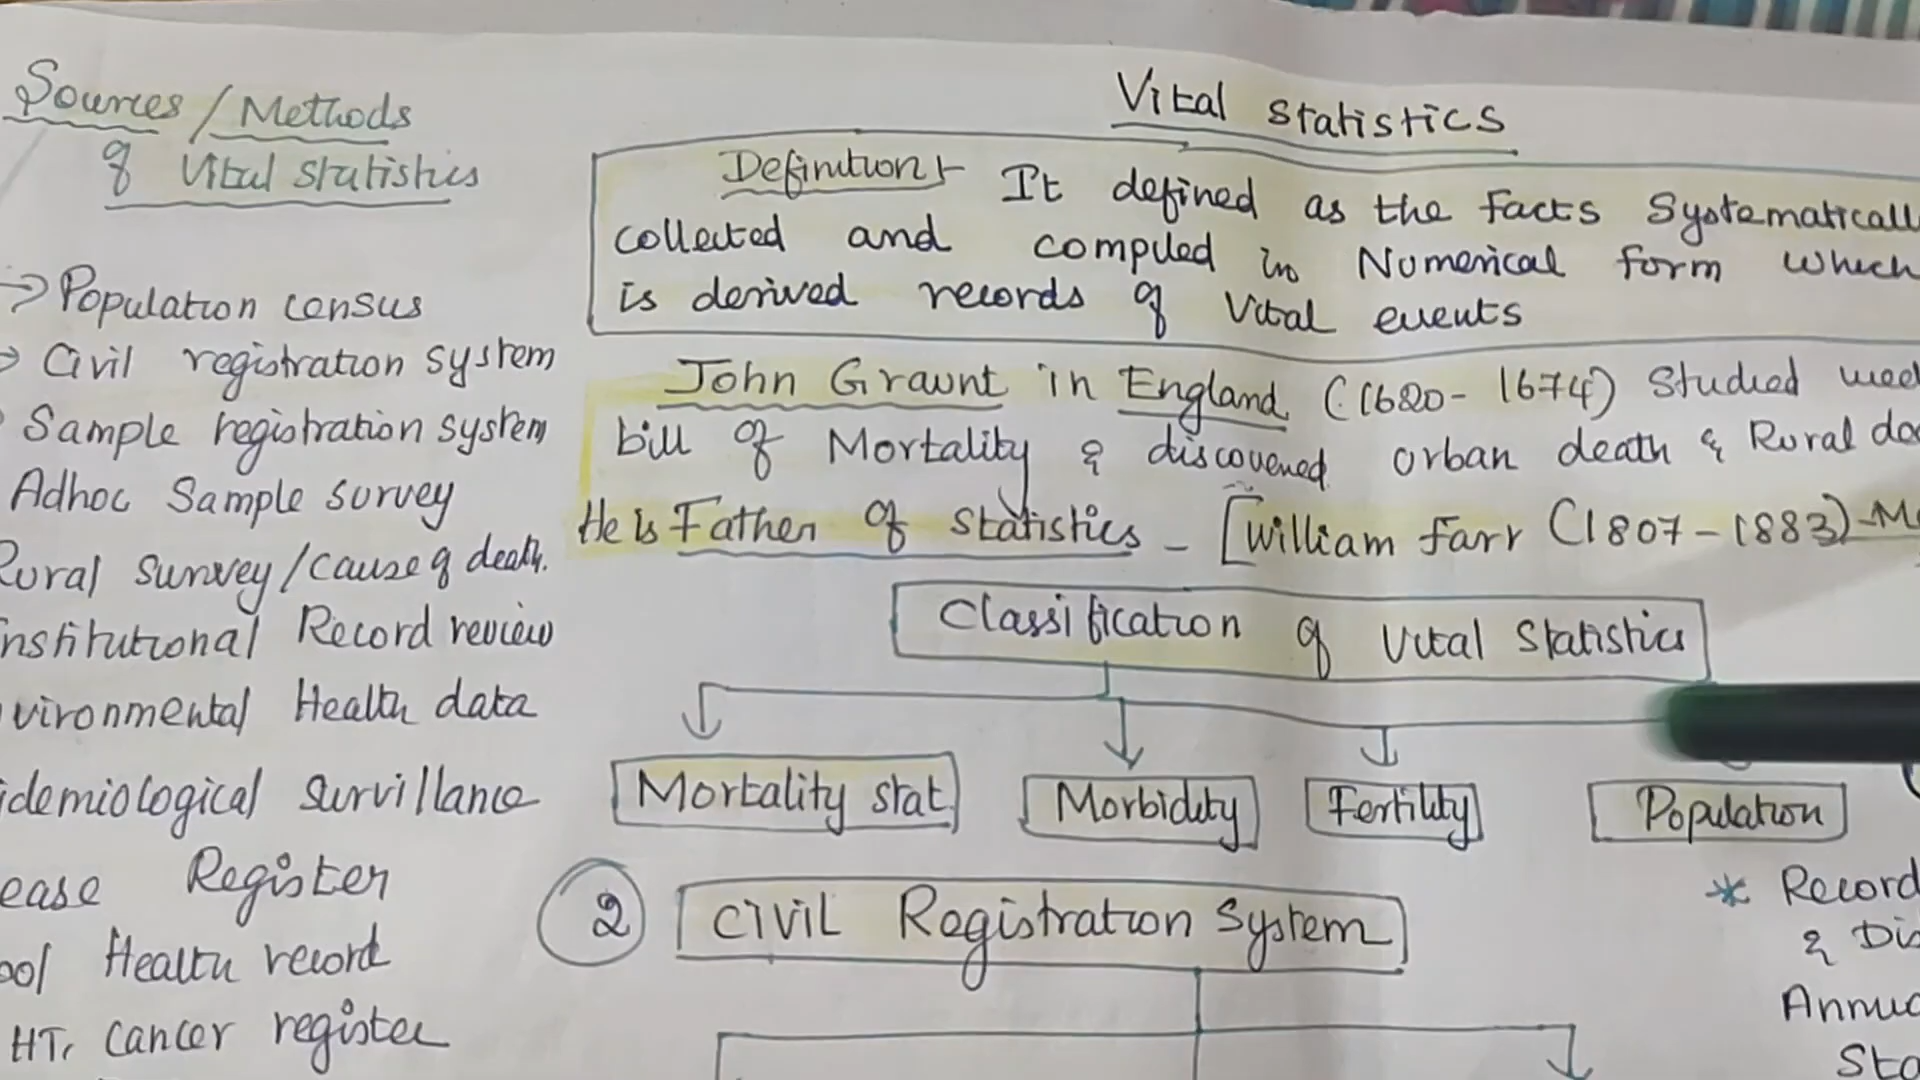 Sources / Methods
of Vital Statistics
→ Population census
→ Civil registration system
Sample registration system
Adhoc Sample survey
Rural Survey / cause of death.
Institutional Record review
vironmental Health data
idemiological Survillance
ease Register
ool Health record
HT, cancer register
Vital Statistics
Definition:- It defined as the Facts Systematicall
collected and compiled in Numerical form which
is derived records of Vital events
John Graunt in England (1620-1674) Studied
bill of Mortality & discovered urban death & Rural
He is Father of Statistics - [William Farr (1807-1883)-
Classification of Vital Statistics
Mortality stat
Morbidity
Fertility
Population
2 Civil Registration System
* Record
& Dis
Annu
Sta